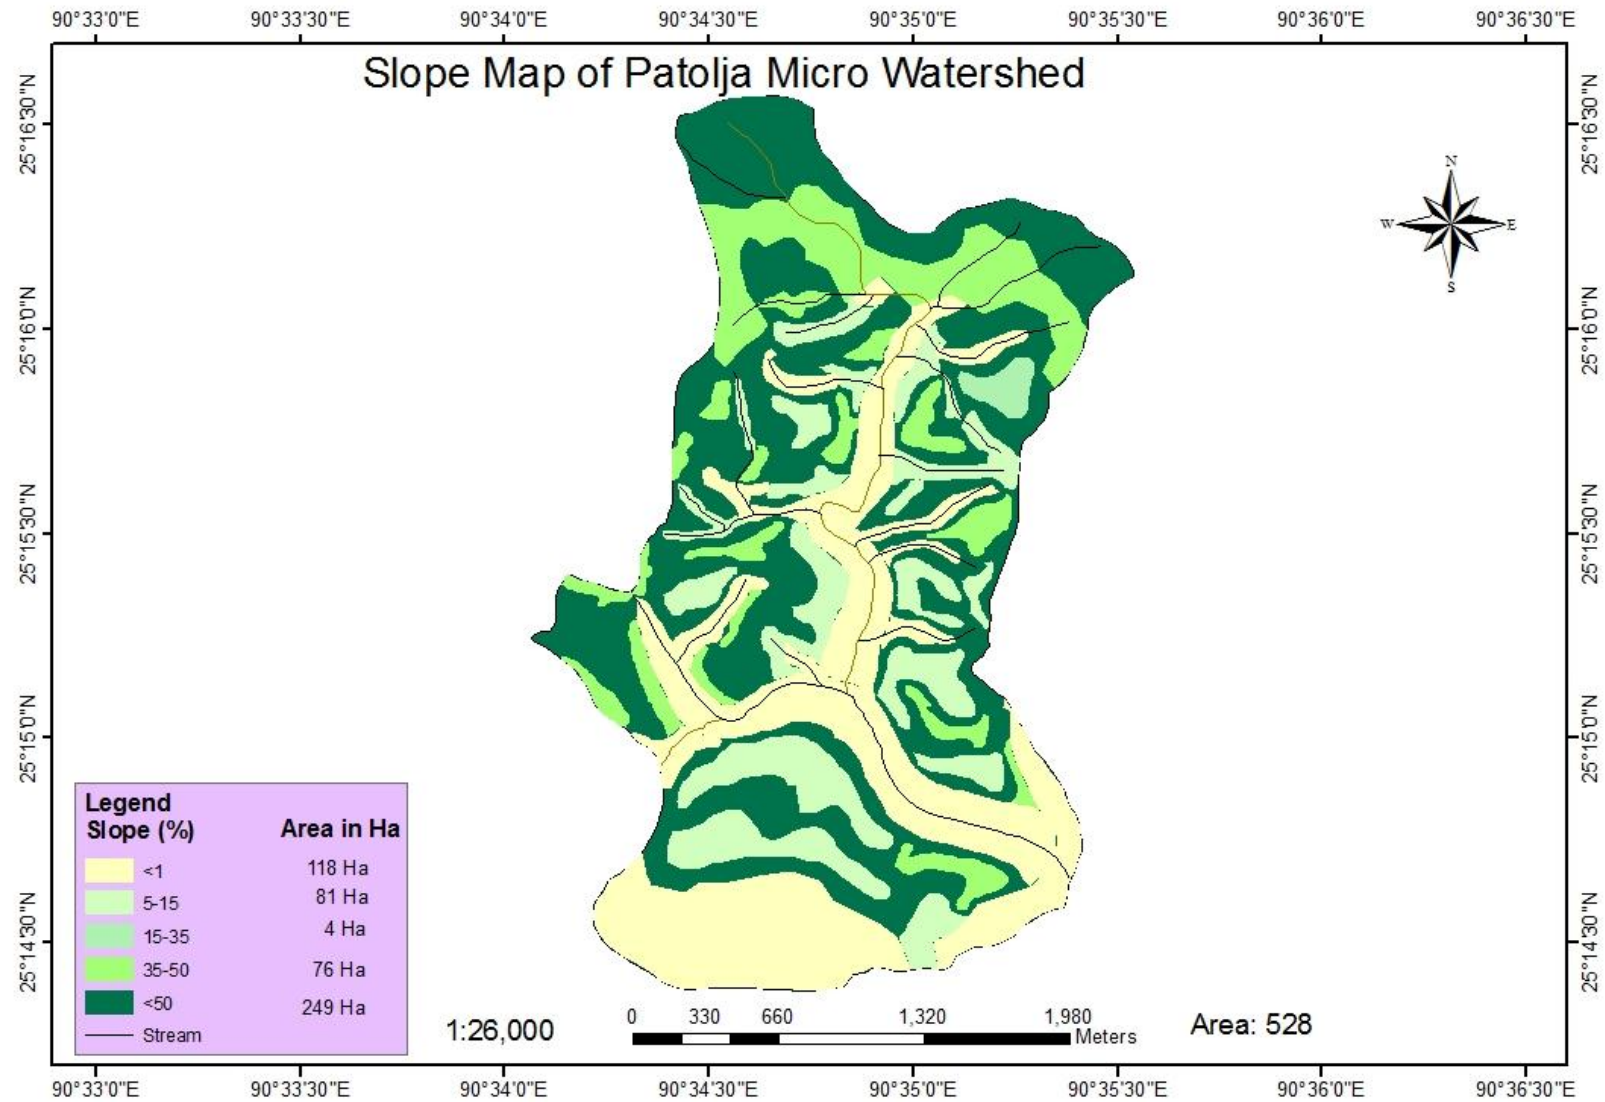 90°33'0"E 90°33'30"E 90°34'0"E 90°34'30"E 90°35'0"E 90°35'30"E 90°36'0"E 90°36'30"E
Slope Map of Patolja Micro Watershed
25°16'30"N 25°16'30"N
N
W E
S
25°16'0"N 25°16'0"N
25°15'30"N 25°15'30"N
25°15'0"N 25°15'0"N
25°14'30"N 25°14'30"N
Legend
Slope (%) Area in Ha
<1 118 Ha
5-15 81 Ha
15-35 4 Ha
35-50 76 Ha
<50 249 Ha
Stream
1:26,000
0 330 660 1,320 1,980
Meters
Area: 528
90°33'0"E 90°33'30"E 90°34'0"E 90°34'30"E 90°35'0"E 90°35'30"E 90°36'0"E 90°36'30"E